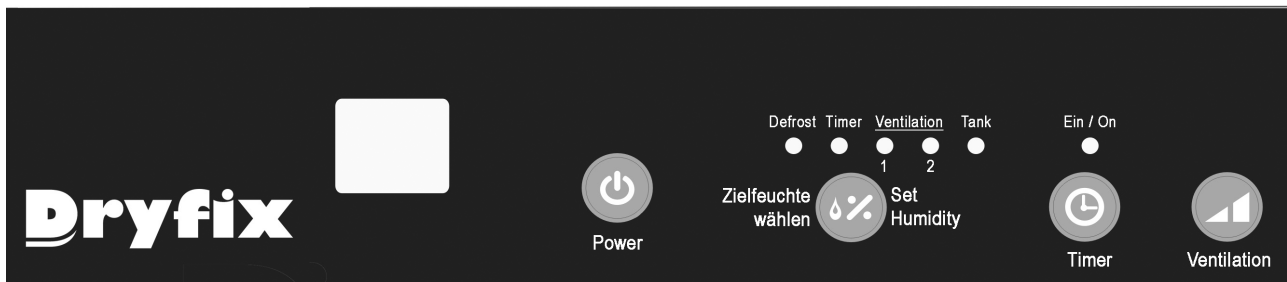 Dryfix
Power
Defrost Timer Ventilation Tank
1 2
Ein / On
Zielfeuchte
wählen
Set
Humidity
Timer
Ventilation